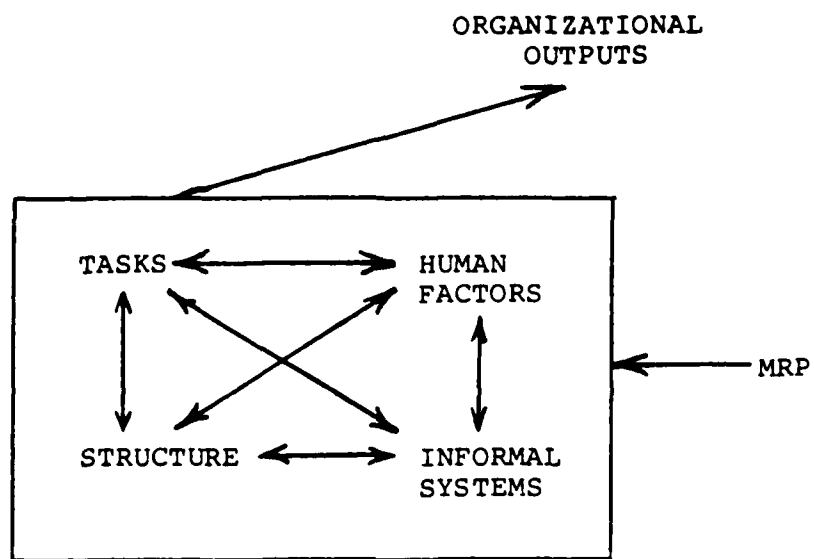 ORGANIZATIONAL
OUTPUTS
TASKS
HUMAN
FACTORS
MRP
STRUCTURE
INFORMAL
SYSTEMS